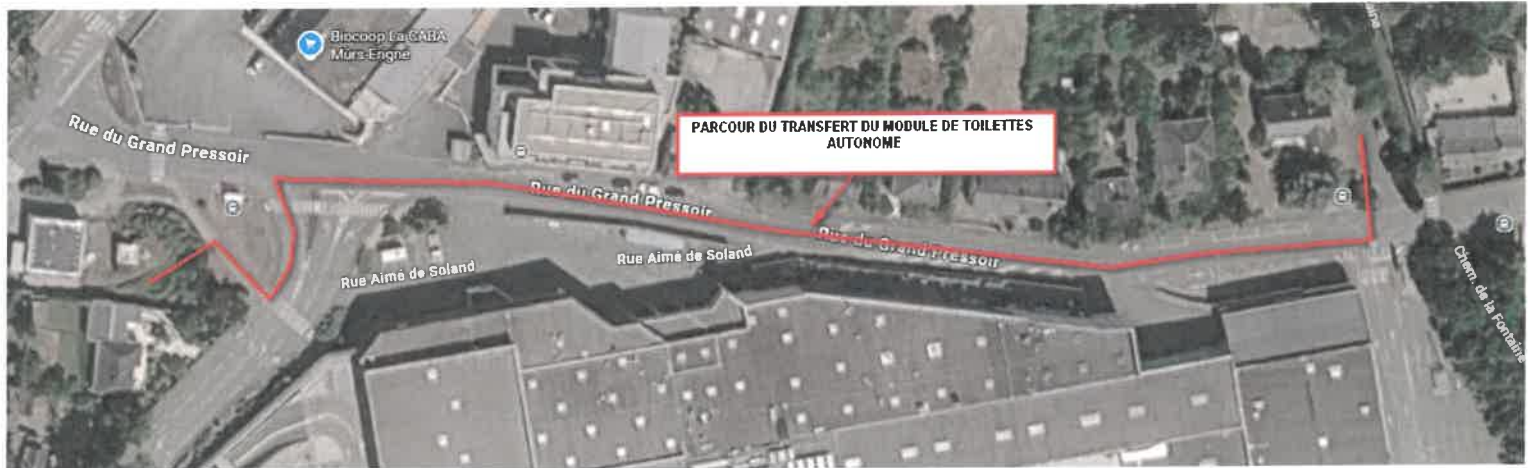 Biocoop La CABA
Mûrs-Erigné
Rue du Grand Pressoir
PARCOUR DU TRANSFERT DU MODULE DE TOILETTES
AUTONOME
Rue du Grand Pressoir
Rue du Grand Pressoir
Rue Aimé de Soland
Rue Aimé de Soland
Chem. de la Fontaine